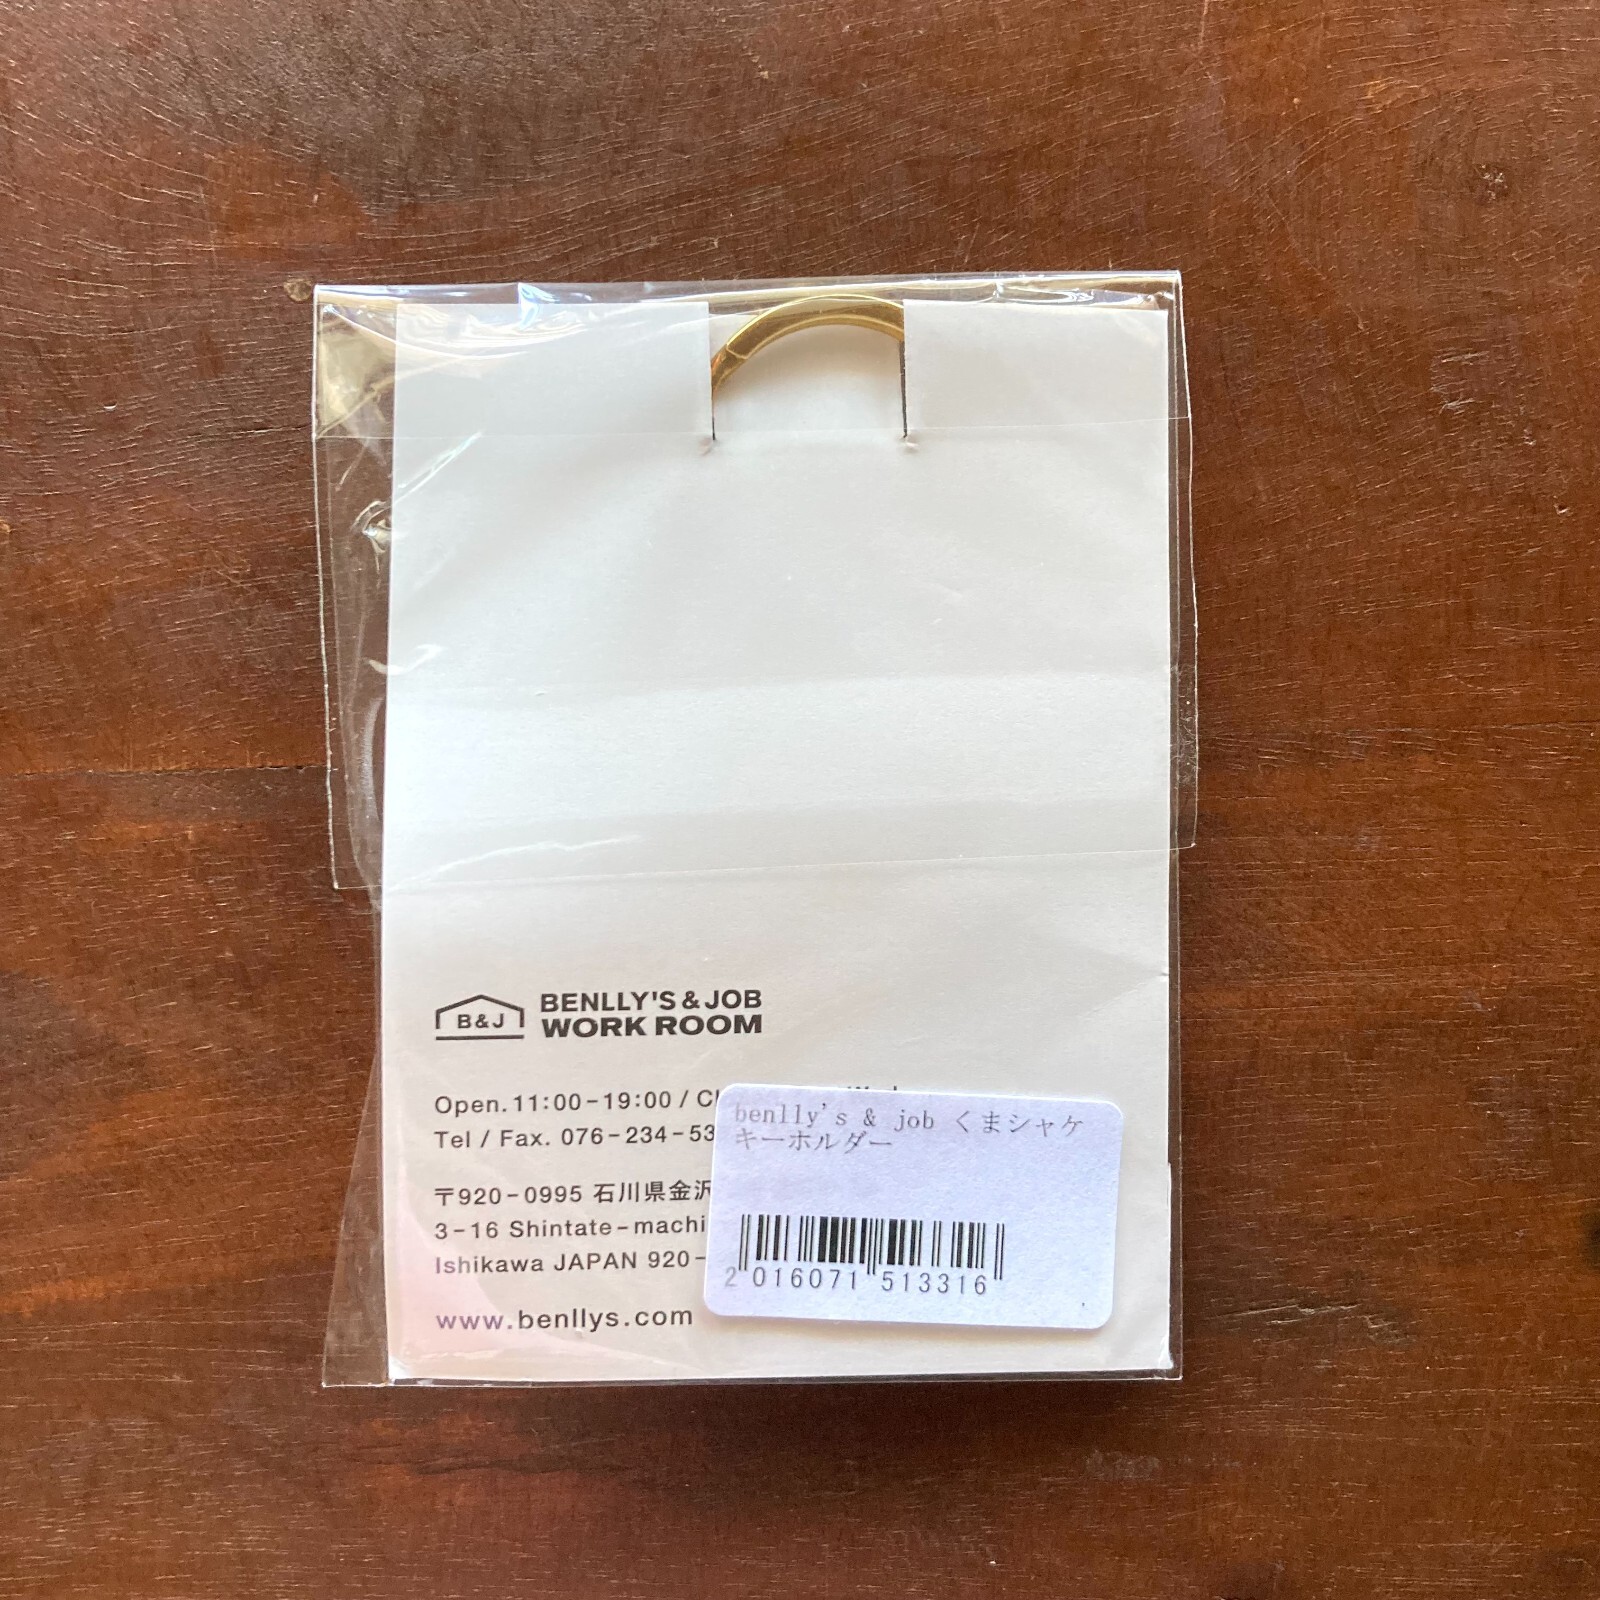 B&J
BENLLY'S & JOB
WORK ROOM
Open. 11:00-19:00 /
Tel / Fax. 076-234-53
〒920-0995 石川県金沢
3-16 Shintate-machi
Ishikawa JAPAN 920-
www.benllys.com
benlly's & job くまシャケ
キーホルダー
2 016071 513316